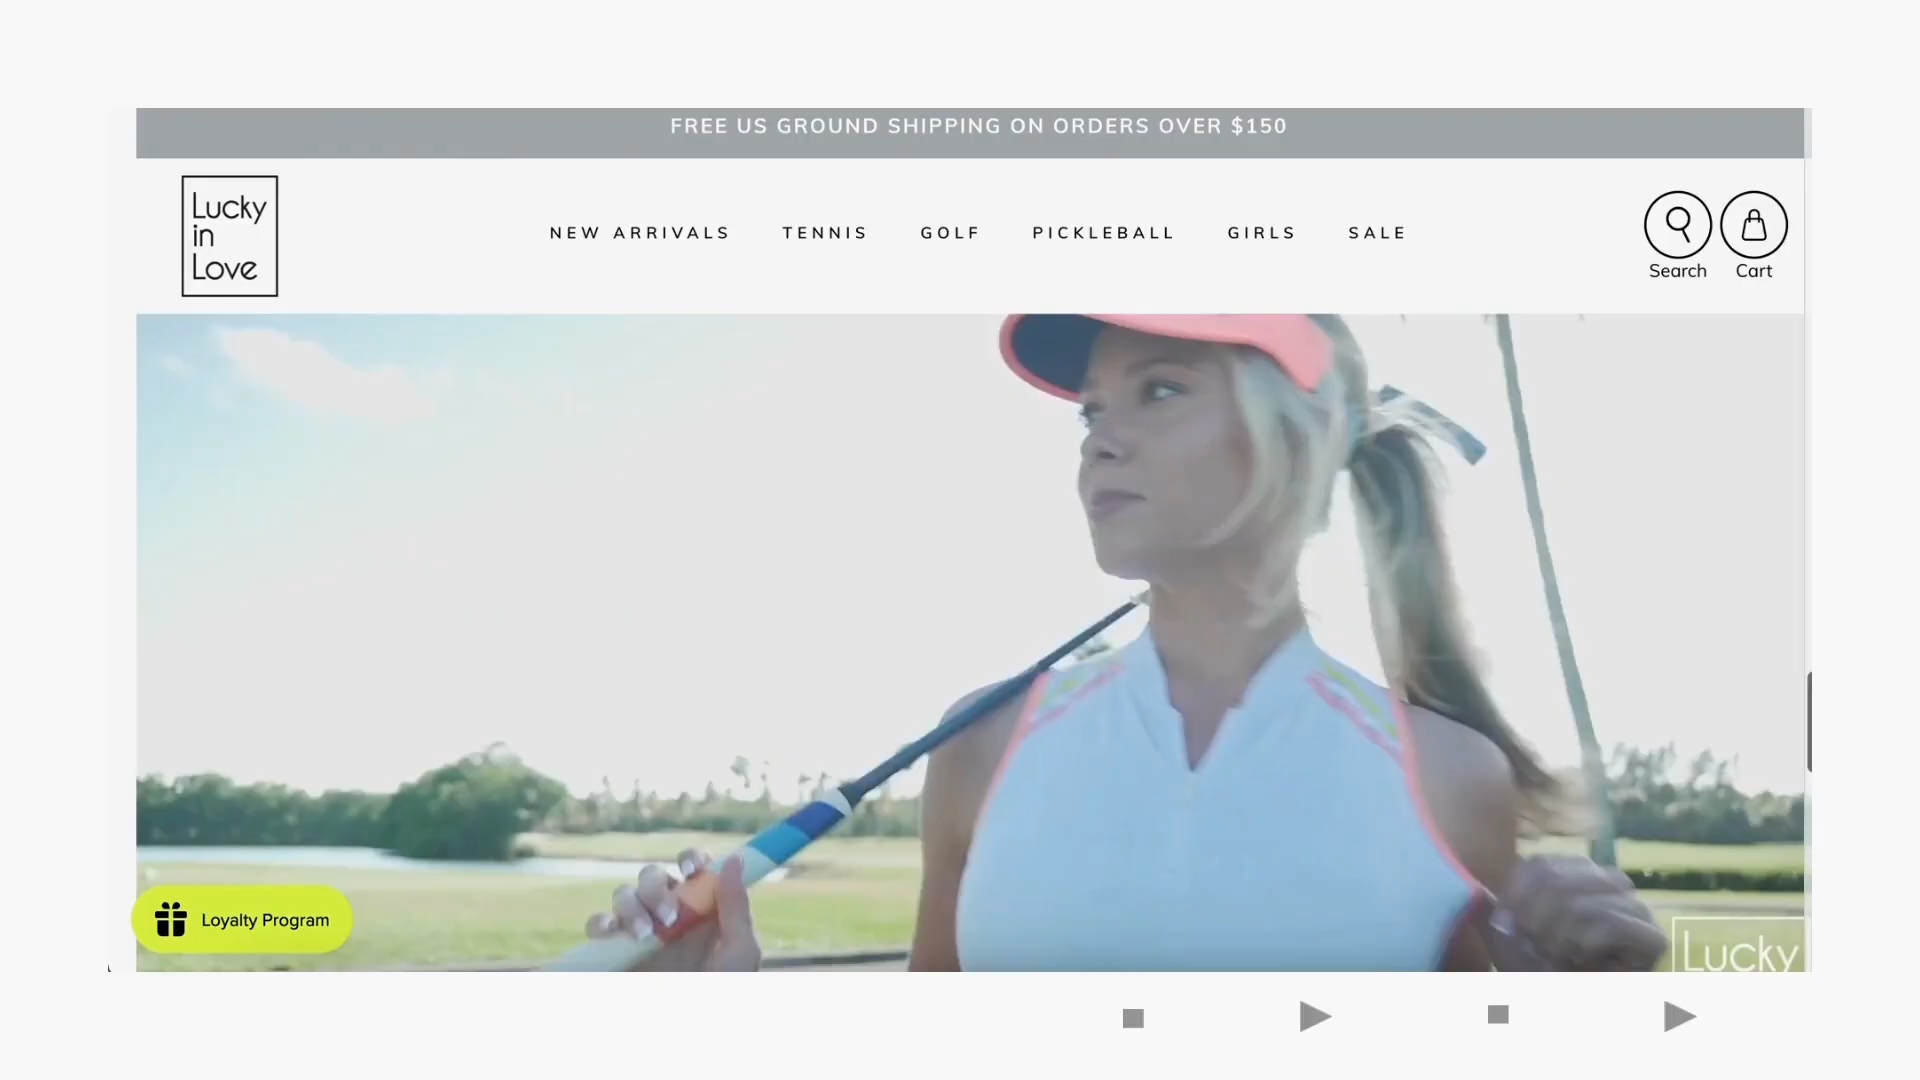 FREE US GROUND SHIPPING ON ORDERS OVER $150
Lucky
in
Love
NEW ARRIVALS TENNIS GOLF PICKLEBALL GIRLS SALE
Search Cart
Loyalty Program
Lucky